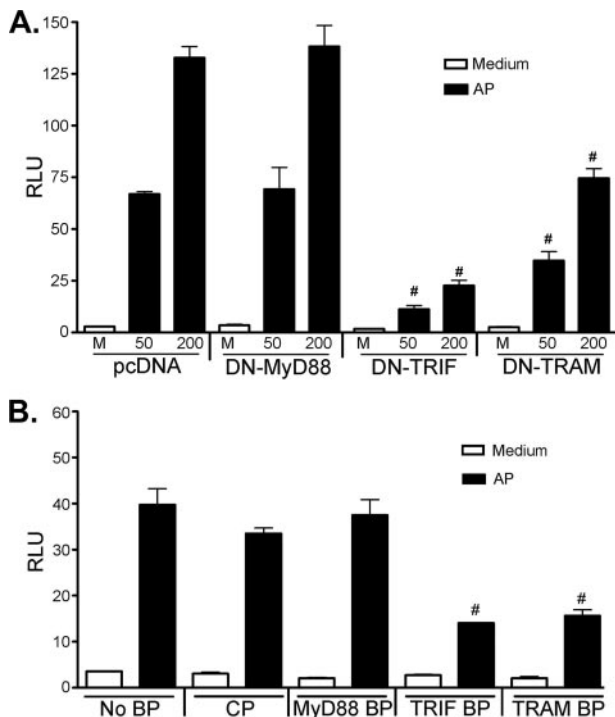 A.
150
125
100
75
50
25
0
RLU
Medium
AP
# # # #
M 50 200 M 50 200 M 50 200 M 50 200
pcDNA DN-MyD88 DN-TRIF DN-TRAM
B.
60
50
40
30
20
10
0
RLU
Medium
AP
# #
No BP CP MyD88 BP TRIF BP TRAM BP